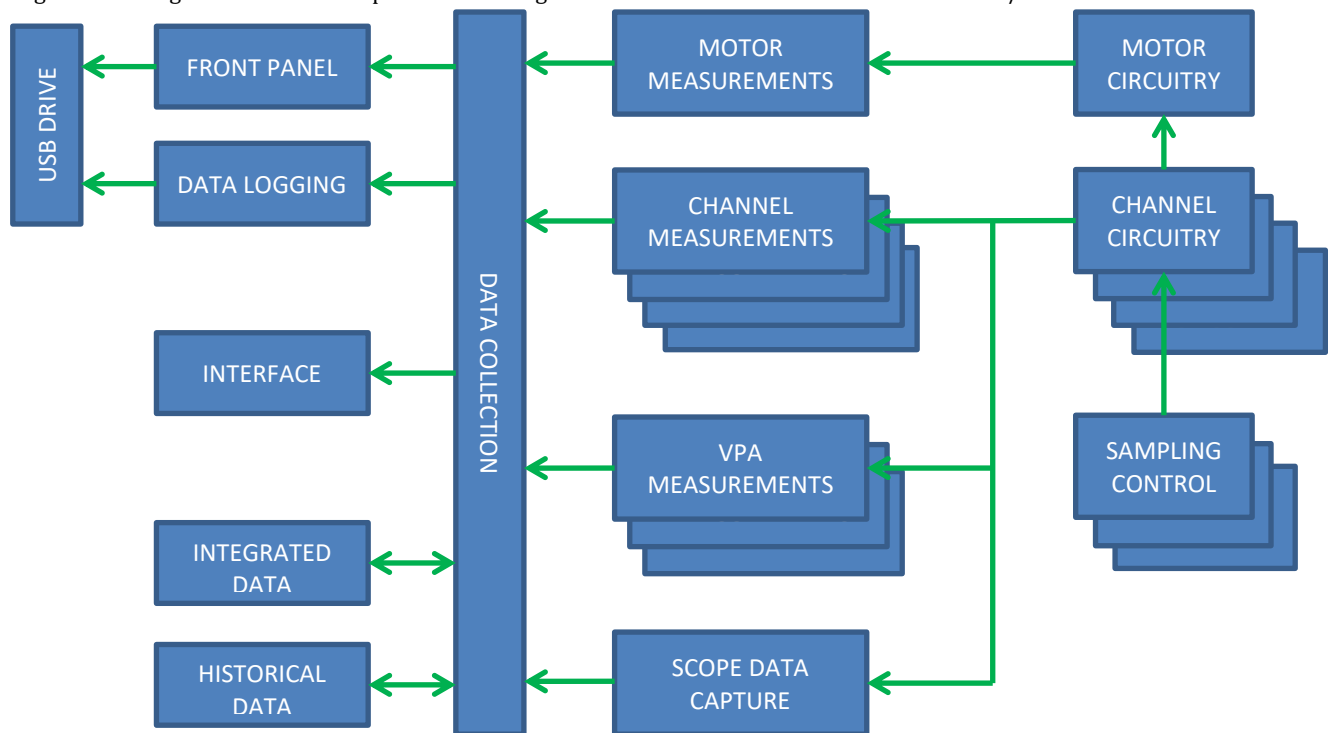 USB DRIVE
FRONT PANEL
DATA LOGGING
INTERFACE
INTEGRATED
DATA
HISTORICAL
DATA
DATA COLLECTION
MOTOR
MEASUREMENTS
CHANNEL
MEASUREMENTS
VPA
MEASUREMENTS
SCOPE DATA
CAPTURE
MOTOR
CIRCUITRY
CHANNEL
CIRCUITRY
SAMPLING
CONTROL